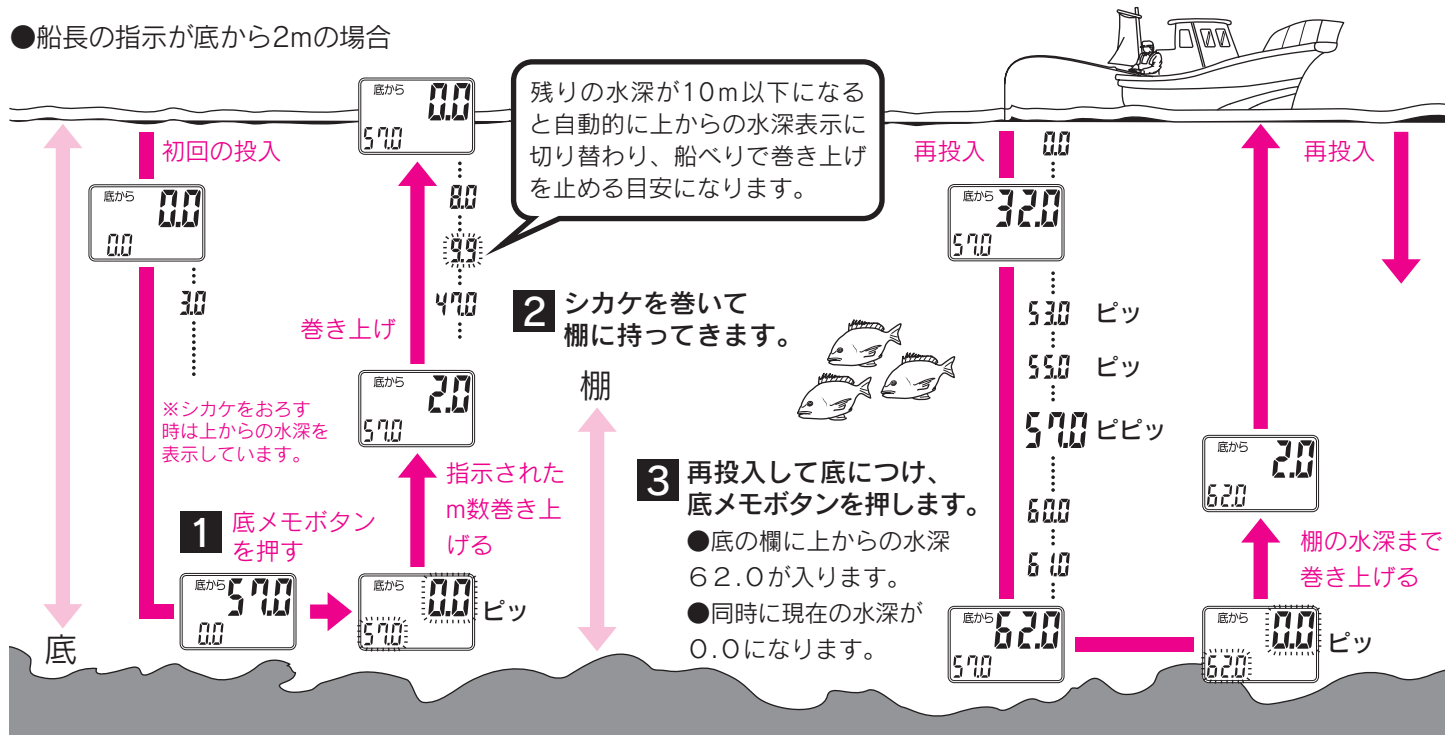 ●船長の指示が底から2mの場合
初回の投入
底から
0.0
0.0
3.0
※シカケをおろす
時は上からの水深を
表示しています。
底
1
底メモボタン
を押す
底から
57.0
0.0
底から
0.0
57.0
ピッ
指示された
m数巻き上
げる
底から
2.0
57.0
巻き上げ
47.0
9.9
8.0
底から
0.0
57.0
残りの水深が10m以下になる
と自動的に上からの水深表示に
切り替わり、船べりで巻き上げ
を止める目安になります。
2
シカケを巻いて
棚に持ってきます。
棚
3
再投入して底につけ、
底メモボタンを押します。
●底の欄に上からの水深
62.0が入ります。
●同時に現在の水深が
0.0になります。
再投入
0.0
底から
32.0
57.0
53.0 ピッ
55.0 ピッ
57.0 ピピッ
60.0
61.0
底から
62.0
57.0
底から
0.0
62.0
ピッ
棚の水深まで
巻き上げる
底から
2.0
62.0
再投入